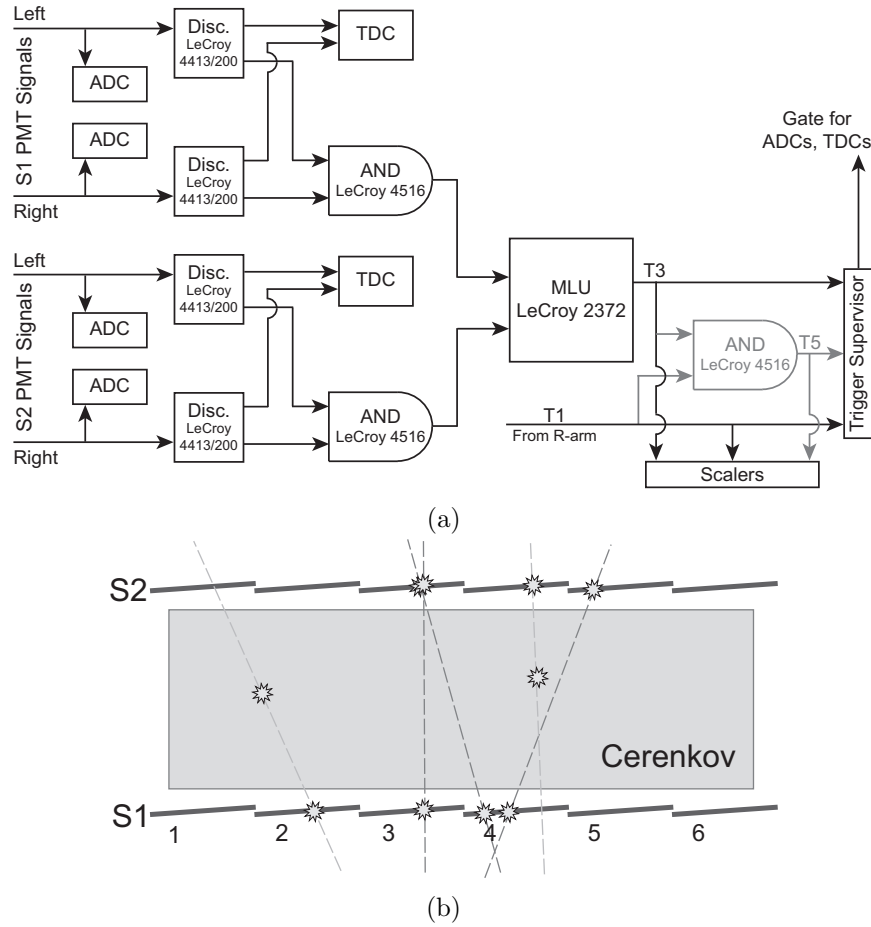 Left
S1 PMT Signals
ADC
ADC
Right
Disc.
LeCroy
4413/200
Disc.
LeCroy
4413/200
TDC
AND
LeCroy 4516
Left
S2 PMT Signals
ADC
ADC
Right
Disc.
LeCroy
4413/200
Disc.
LeCroy
4413/200
TDC
AND
LeCroy 4516
MLU
LeCroy 2372
T3
AND
LeCroy 4516
T5
T1
From R-arm
Scalers
Gate for
ADCs, TDCs
Trigger Supervisor
(a)
S2
Cerenkov
S1
1 2 3 4 5 6
(b)